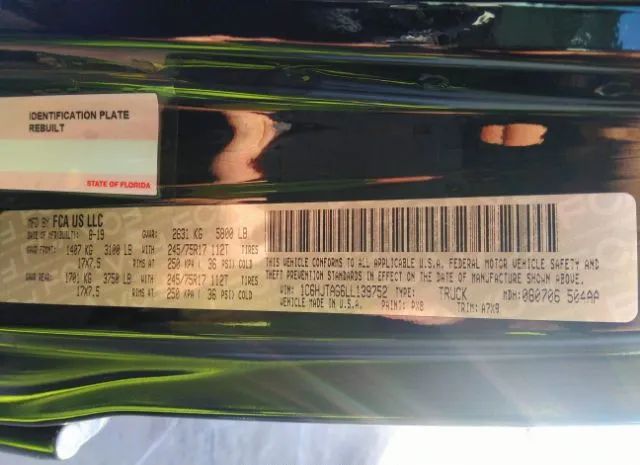 IDENTIFICATION PLATE
REBUILT
STATE OF FLORIDA
MFD BY FCA US LLC
DATE OF MFR(BUILT): 8-19 GVWR: 2631 KG 5800 LB
GAWR FRONT: 1407 KG 3100 LB WITH 245/75R17 112T TIRES
17X7.5 RIMS AT 250 KPA ( 36 PSI) COLD
GAWR REAR: 1701 KG 3750 LB WITH 245/75R17 112T TIRES
17X7.5 RIMS AT 250 KPA ( 36 PSI) COLD
THIS VEHICLE CONFORMS TO ALL APPLICABLE U.S.A. FEDERAL MOTOR VEHICLE SAFETY AND
THEFT PREVENTION STANDARDS IN EFFECT ON THE DATE OF MANUFACTURE SHOWN ABOVE.
VIN: 1C6HJTAG6LL139752 TYPE: TRUCK MDH: 080706 504AA
VEHICLE MADE IN U.S.A. PAINT: PX8 TRIM: A7X9